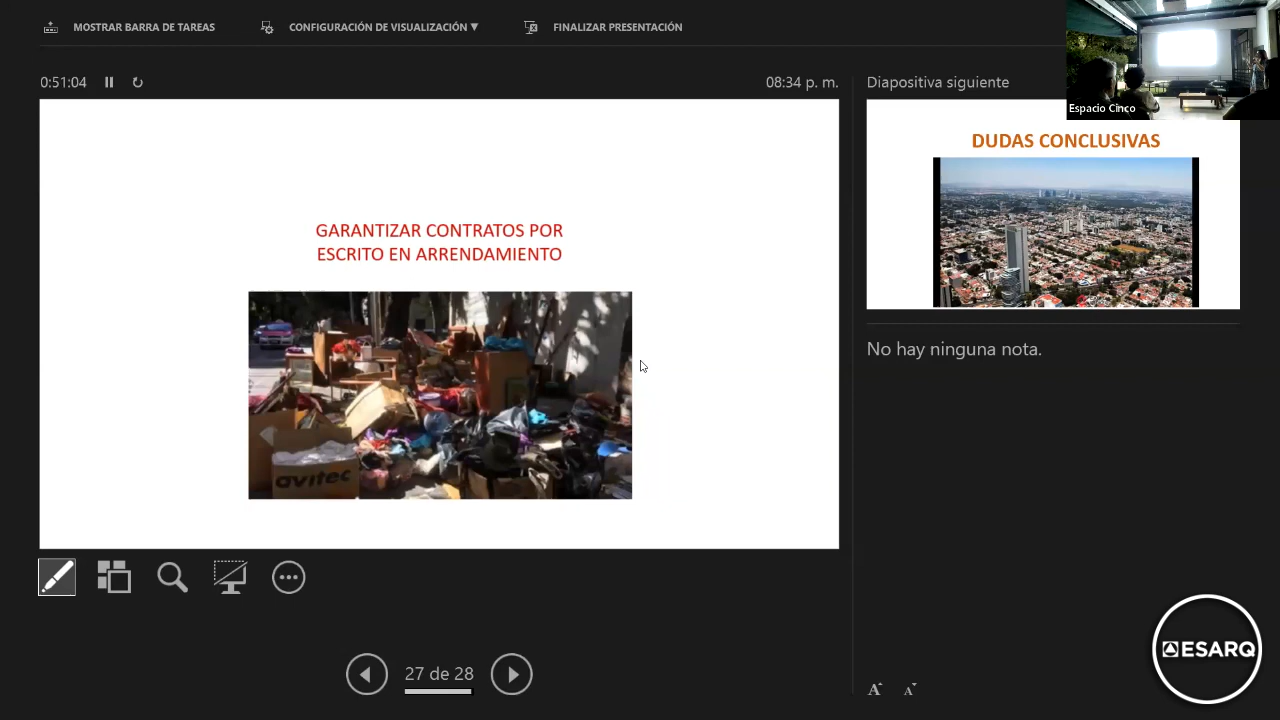 MOSTRAR BARRA DE TAREAS
CONFIGURACIÓN DE VISUALIZACIÓN ▼
FINALIZAR PRESENTACIÓN
0:51:04
08:34 p. m.
Diapositiva siguiente
Espacio Cinco
GARANTIZAR CONTRATOS POR
ESCRITO EN ARRENDAMIENTO
avitec
DUDAS CONCLUSIVAS
No hay ninguna nota.
27 de 28
A A
ESARQ